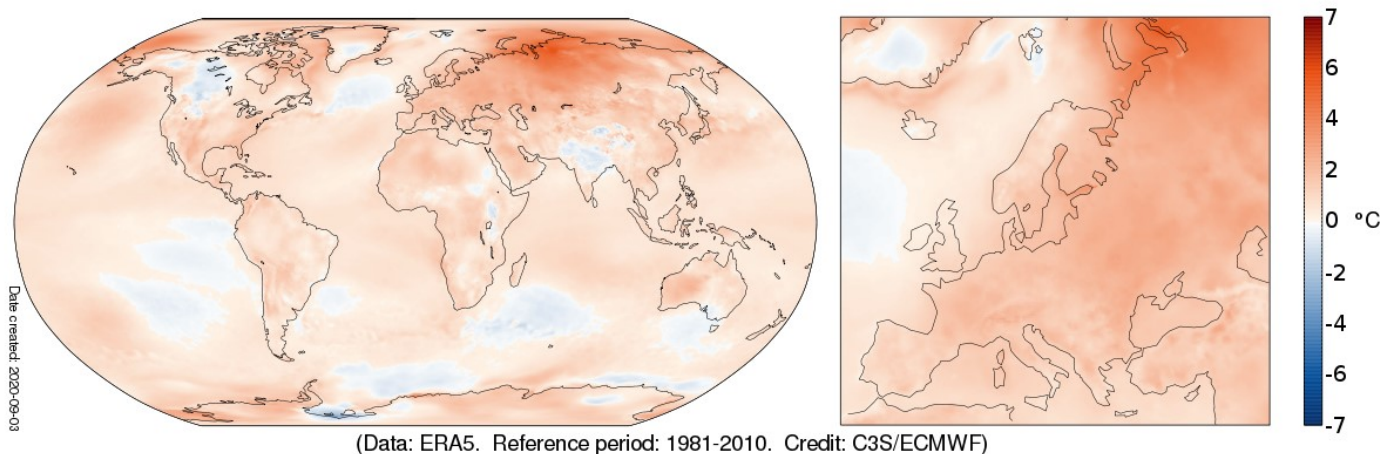 7
6
4
2
0 °C
-2
-4
-6
-7
Date created: 2020-09-03
(Data: ERA5. Reference period: 1981-2010. Credit: C3S/ECMWF)